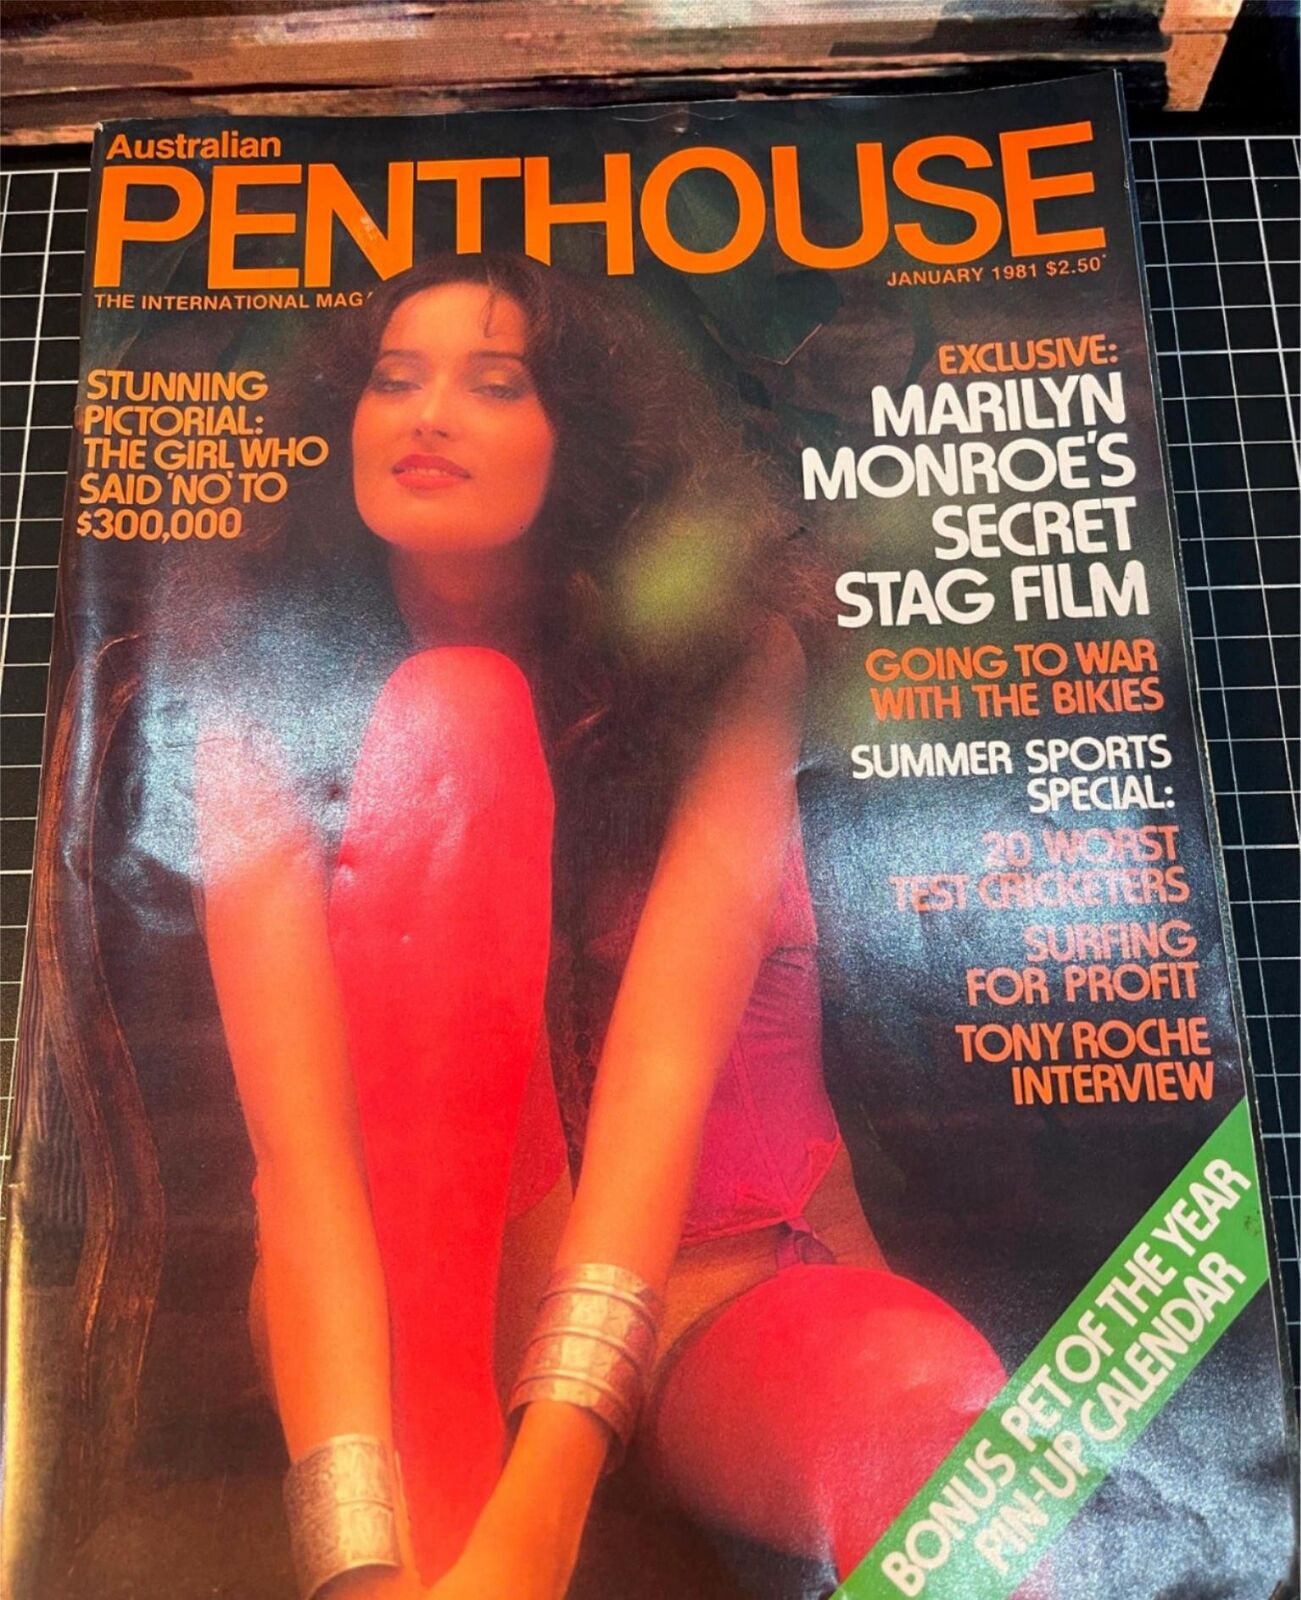 Australian
PENTHOUSE
THE INTERNATIONAL MAG
JANUARY 1981 $2.50*
STUNNING
PICTORIAL:
THE GIRL WHO
SAID 'NO' TO
$300,000
EXCLUSIVE:
MARILYN
MONROE'S
SECRET
STAG FILM
GOING TO WAR
WITH THE BIKIES
SUMMER SPORTS
SPECIAL:
20 WORST
TEST CRICKETERS
SURFING
FOR PROFIT
TONY ROCHE
INTERVIEW
BONUS PET OF THE YEAR
PIN-UP CALENDAR